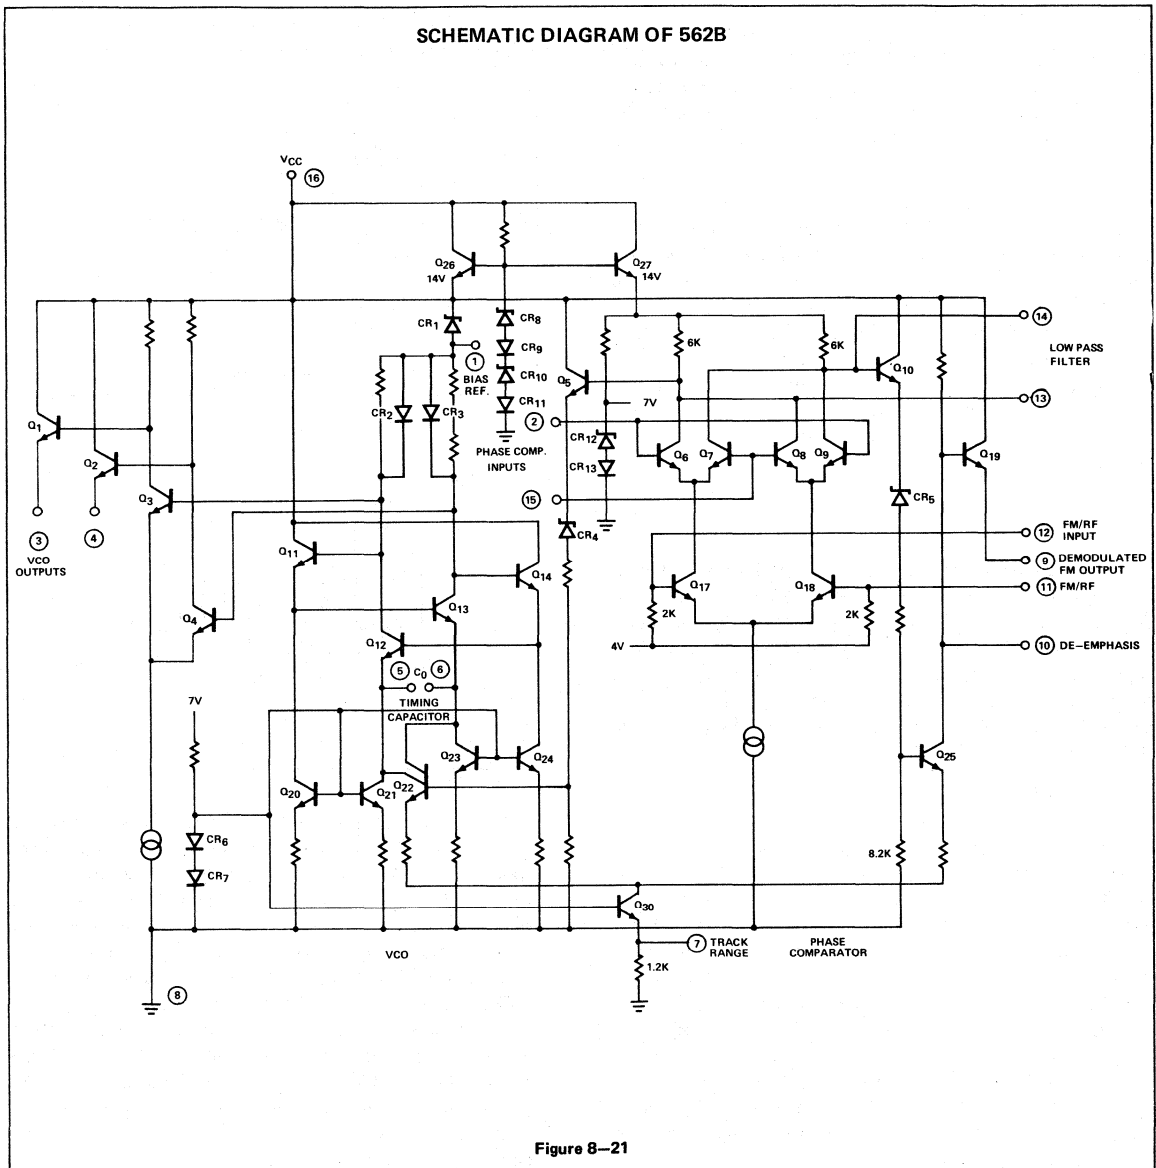 SCHEMATIC DIAGRAM OF 562B
VCC
16
Q26
14V
Q27
14V
CR1
1
BIAS
REF.
CR8
CR9
CR10
CR11
6K
6K
14
LOW PASS
FILTER
13
Q10
Q5
7V
CR2
CR3
2
PHASE COMP.
INPUTS
CR12
CR13
15
Q1
Q2
Q3
Q6
Q7
Q8
Q9
Q19
CR5
3
VCO
OUTPUTS
4
CR4
12 FM/RF
INPUT
9 DEMODULATED
FM OUTPUT
11 FM/RF
Q11
Q14
Q17
Q18
2K
2K
4V
Q4
Q13
Q12
10 DE-EMPHASIS
5 C0 6
TIMING
CAPACITOR
7V
Q20
Q21
Q22
Q23
Q24
Q25
CR6
CR7
8.2K
Q30
VCO
7 TRACK
RANGE
PHASE
COMPARATOR
1.2K
8
Figure 8-21